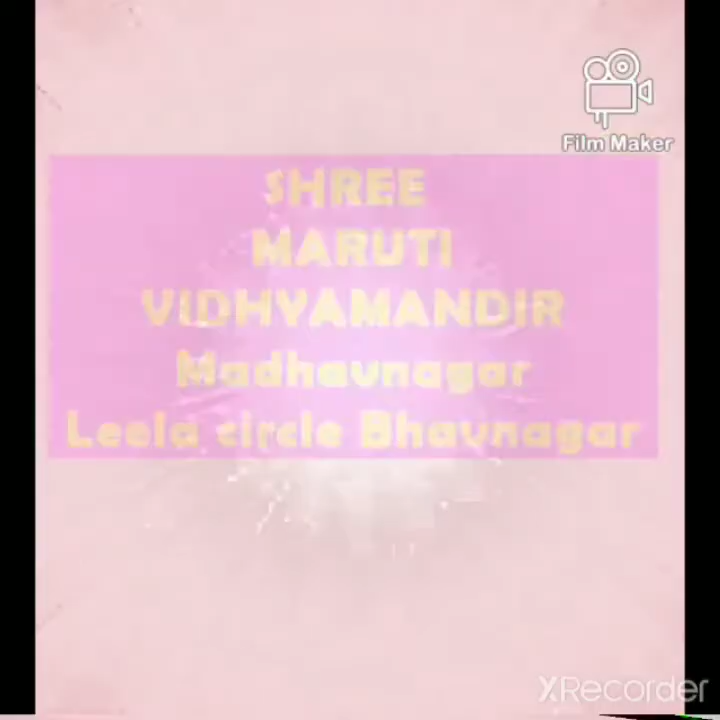 Film Maker
SHREE
MARUTI
VIDHYAMANDIR
Madhavnagar
Leela circle Bhavnagar
XRecorder